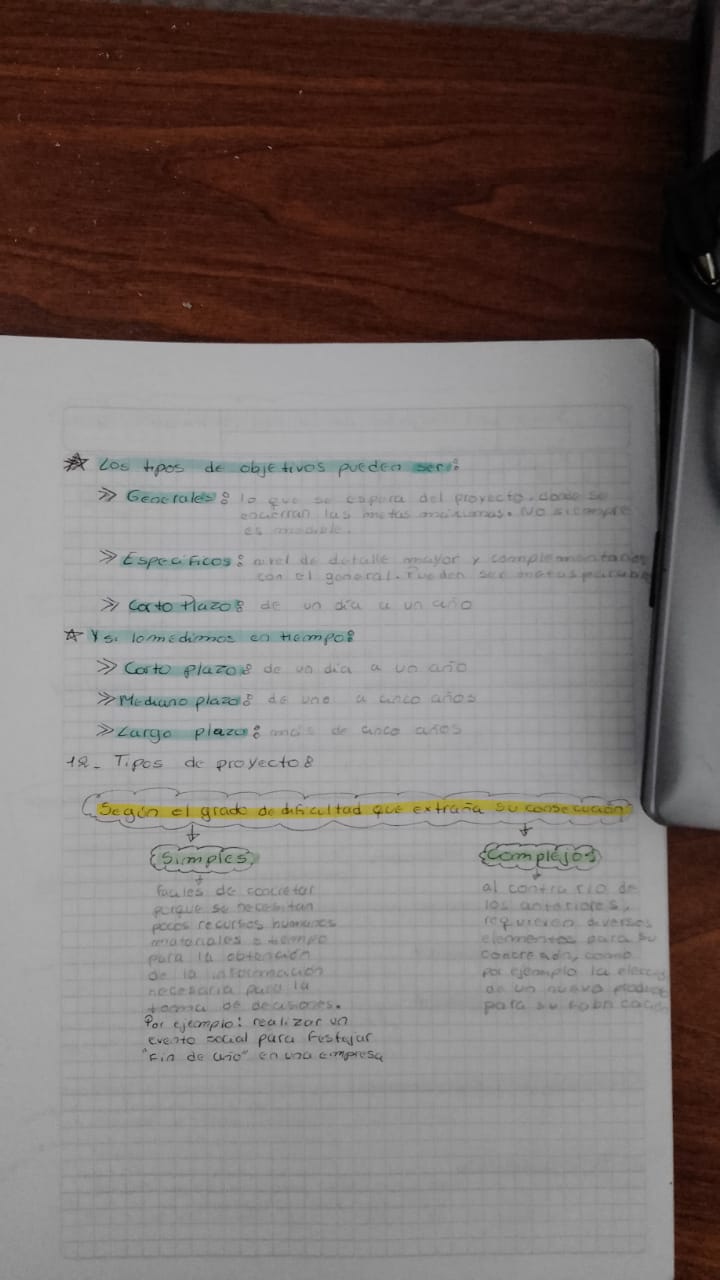 ☆ Los tipos de objetivos pueden ser:
>> Generales: lo que se espera del proyecto, donde se
encierran las metas máximas. No siempre
es medible.
>> Específicos: nivel de detalle mayor y complementarios
con el general. Pueden ser metas
>> Corto Plazo: de un día a un año
☆ Y si lo medimos en tiempo:
>> Corto plazo: de un día a un año
>> Mediano plazo: de uno a cinco años
>> Largo plazo: más de cinco años
12- Tipos de proyecto:
Según el grado de dificultad que extraña su consecución
Simples
faciles de concretar
porque se necesitan
pocos recursos humanos
materiales o tiempo
para la obtención
de la información
necesaria para la
toma de decisiones.
Por ejemplo: realizar un
evento social para Festejar
"Fin de año" en una empresa
Complejos
al contrario de
los anteriores,
requieren diversos
elementos para su
como
por ejemplo la
de un nuevo
para su